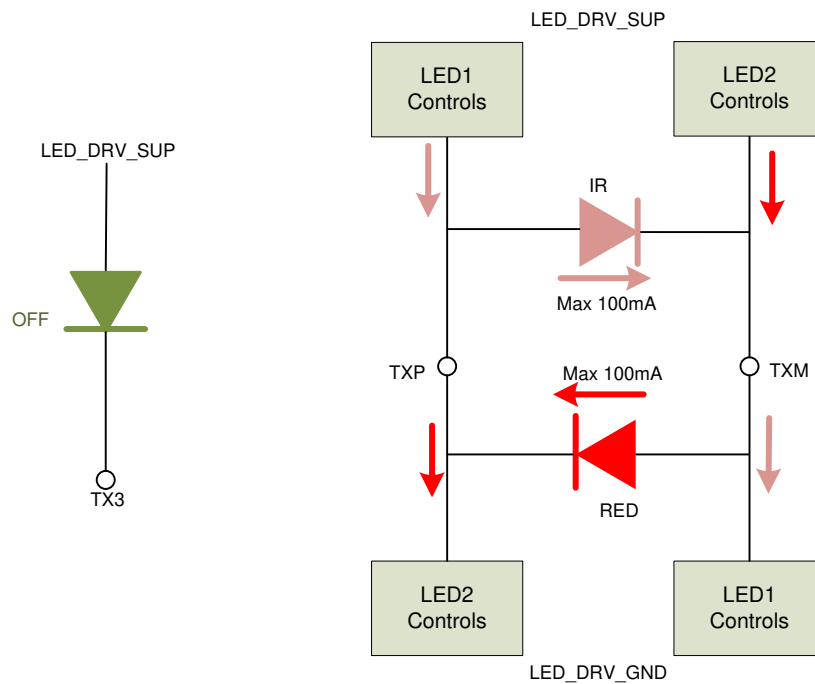 LED_DRV_SUP
LED1
Controls
LED2
Controls
LED_DRV_SUP
IR
Max 100mA
OFF
TXP
Max 100mA
TXM
TX3
RED
LED2
Controls
LED1
Controls
LED_DRV_GND